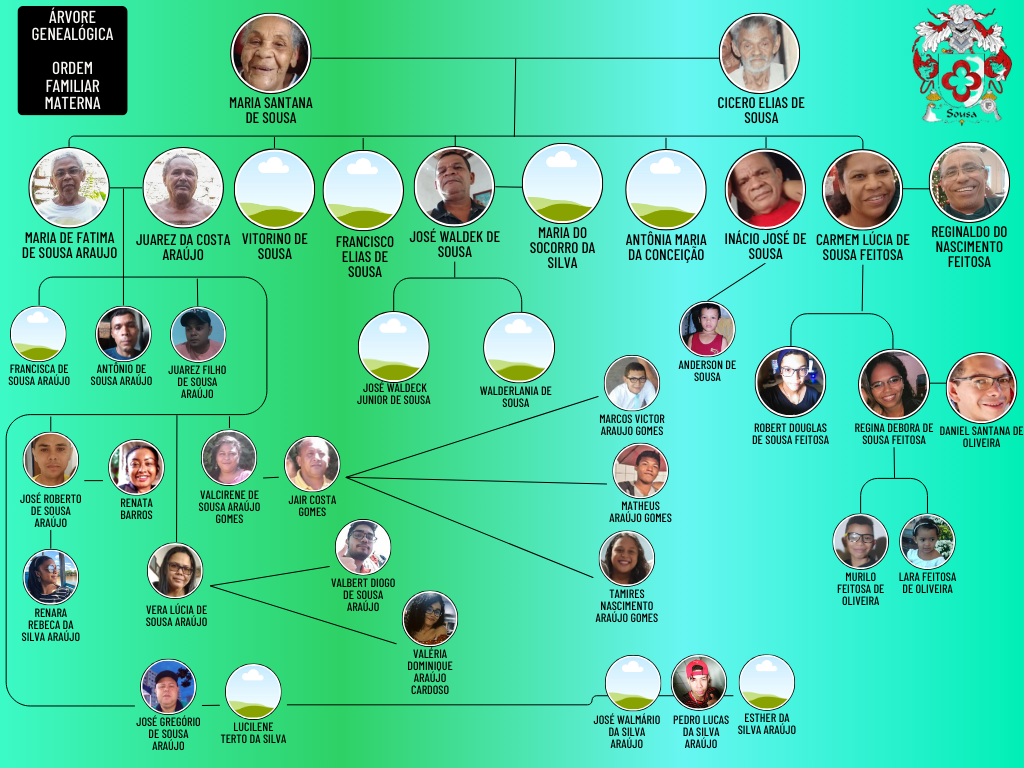 ÁRVORE
GENEALÓGICA
ORDEM
FAMILIAR
MATERNA
MARIA SANTANA
DE SOUSA
CICERO ELIAS DE
SOUSA
Sousa
MARIA DE FATIMA
DE SOUSA ARAUJO
JUAREZ DA COSTA
ARAÚJO
VITORINO DE
SOUSA
FRANCISCO
ELIAS DE
SOUSA
JOSÉ WALDEK DE
SOUSA
MARIA DO
SOCORRO DA
SILVA
ANTÔNIA MARIA
DA CONCEIÇÃO
INÁCIO JOSÉ DE
SOUSA
CARMEM LÚCIA DE
SOUSA FEITOSA
REGINALDO DO
NASCIMENTO
FEITOSA
FRANCISCA DE
SOUSA ARAÚJO
ANTÔNIO DE
SOUSA ARAÚJO
JUAREZ FILHO
DE SOUSA
ARAÚJO
JOSÉ WALDECK
JUNIOR DE SOUSA
WALDERLANIA DE
SOUSA
ANDERSON DE
SOUSA
MARCOS VICTOR
ARAUJO GOMES
ROBERT DOUGLAS
DE SOUSA FEITOSA
REGINA DEBORA DE
SOUSA FEITOSA
DANIEL SANTANA DE
OLIVEIRA
JOSÉ ROBERTO
DE SOUSA
ARAÚJO
RENATA
BARROS
VALCIRENE DE
SOUSA ARAÚJO
GOMES
JAIR COSTA
GOMES
MATHEUS
ARAÚJO GOMES
RENARA
REBECA DA
SILVA ARAÚJO
VERA LÚCIA DE
SOUSA ARAÚJO
VALBERT DIOGO
DE SOUSA
ARAÚJO
TAMIRES
NASCIMENTO
ARAÚJO GOMES
MURILO
FEITOSA DE
OLIVEIRA
LARA FEITOSA
DE OLIVEIRA
VALÉRIA
DOMINIQUE
ARAÚJO
CARDOSO
JOSÉ GREGÓRIO
DE SOUSA
ARAÚJO
LUCILENE
TERTO DA SILVA
JOSÉ WALMÁRIO
DA SILVA
ARAÚJO
PEDRO LUCAS
DA SILVA
ARAÚJO
ESTHER DA
SILVA ARAÚJO